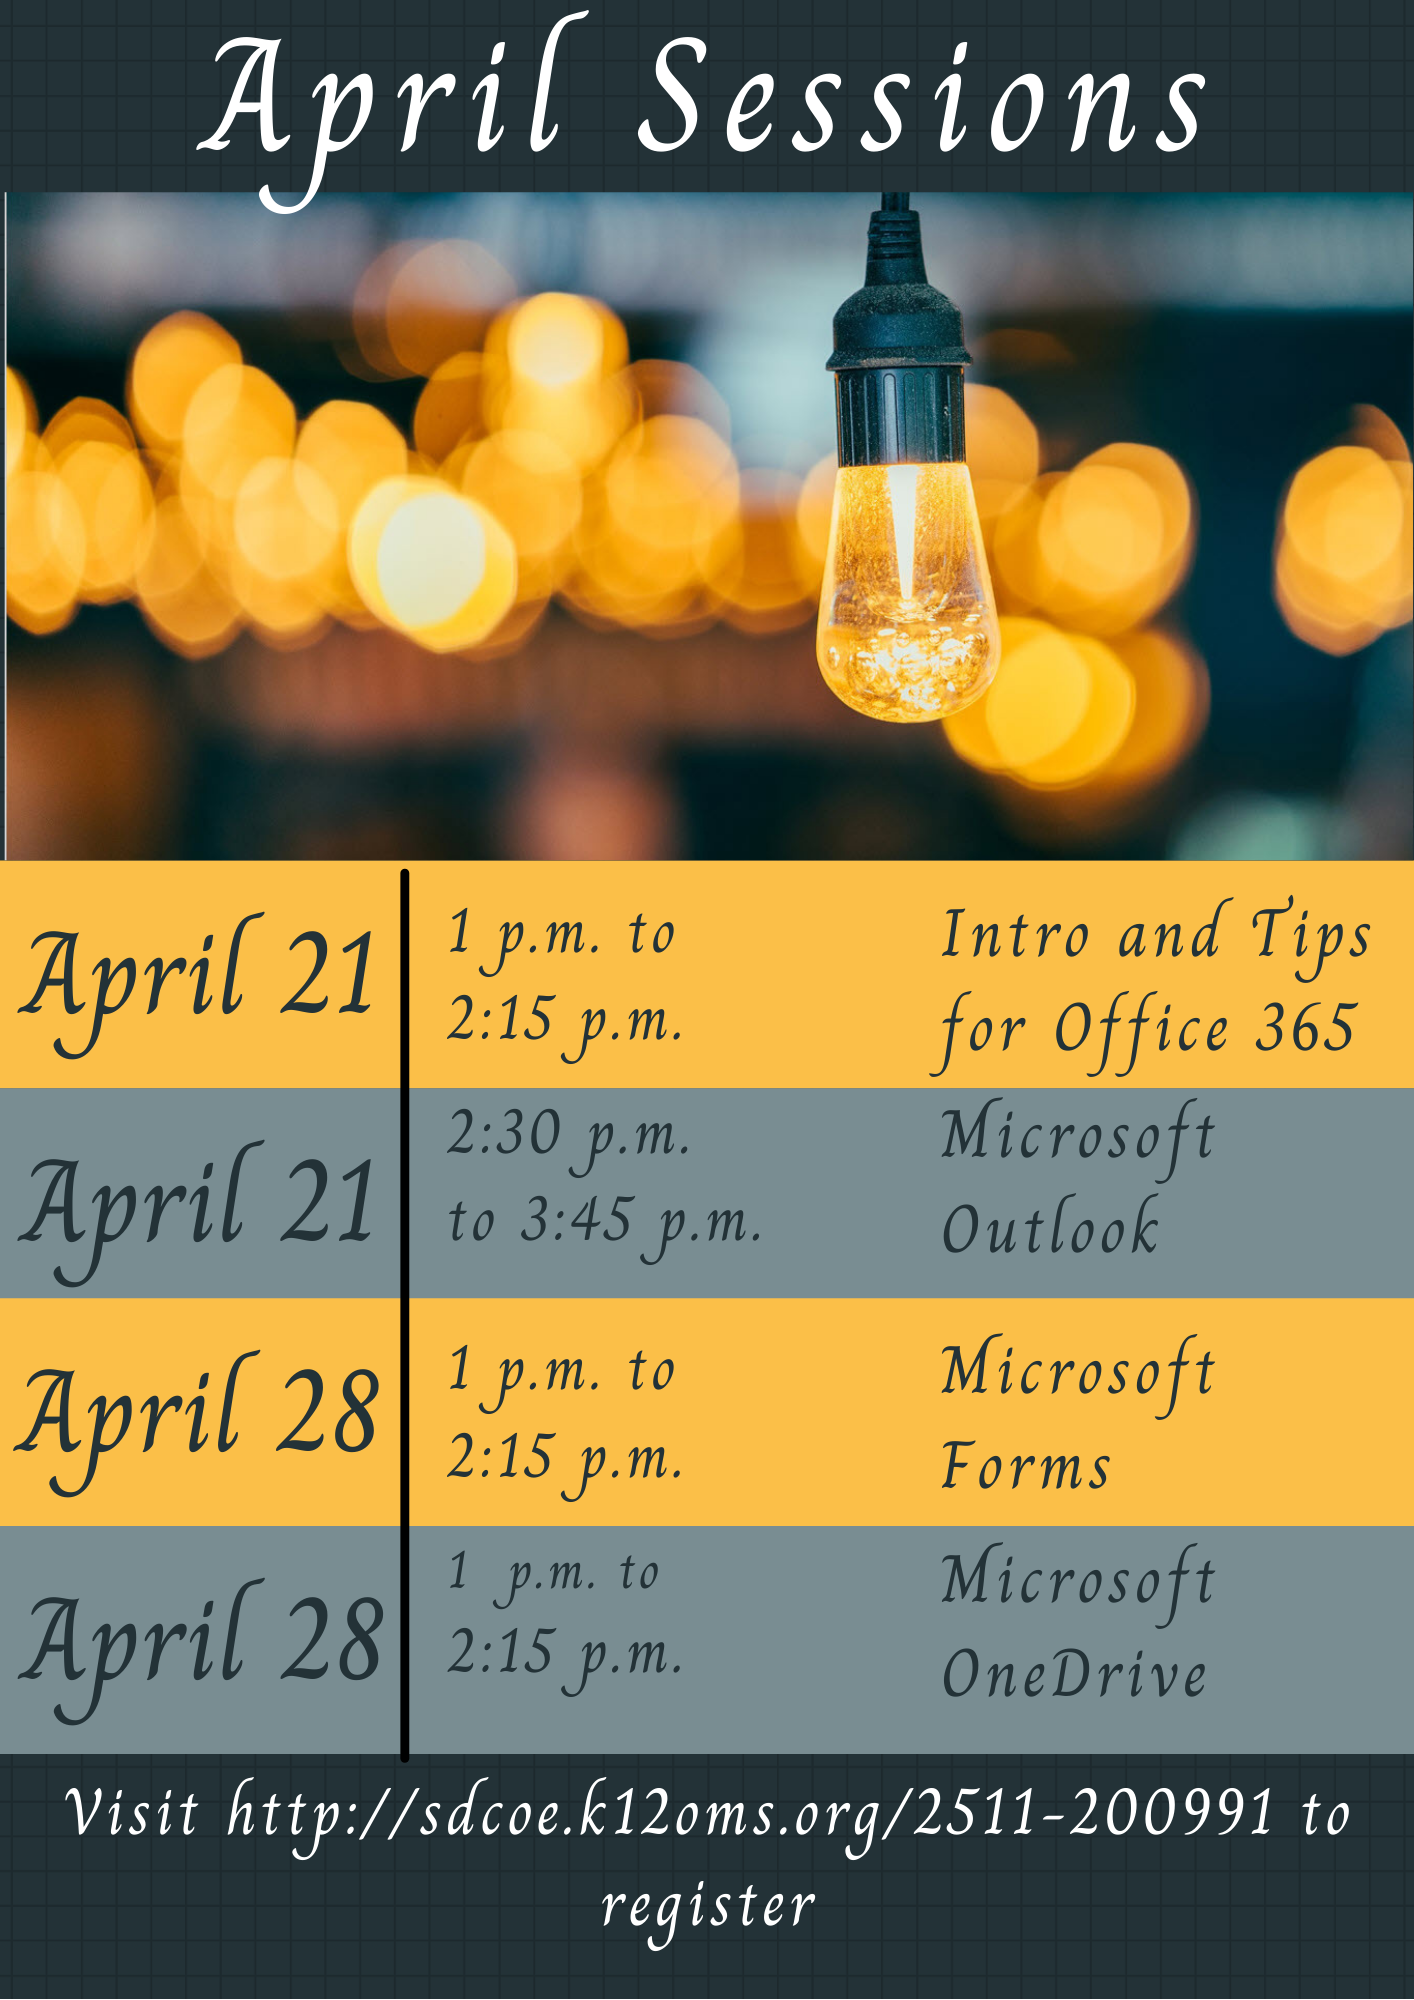 April Sessions
April 21
1 p.m. to
2:15 p.m.
Intro and Tips
for Office 365
April 21
2:30 p.m.
to 3:45 p.m.
Microsoft
Outlook
April 28
1 p.m. to
2:15 p.m.
Microsoft
Forms
April 28
1 p.m. to
2:15 p.m.
Microsoft
OneDrive
Visit http://sdcoe.k12oms.org/2511-200991 to
register